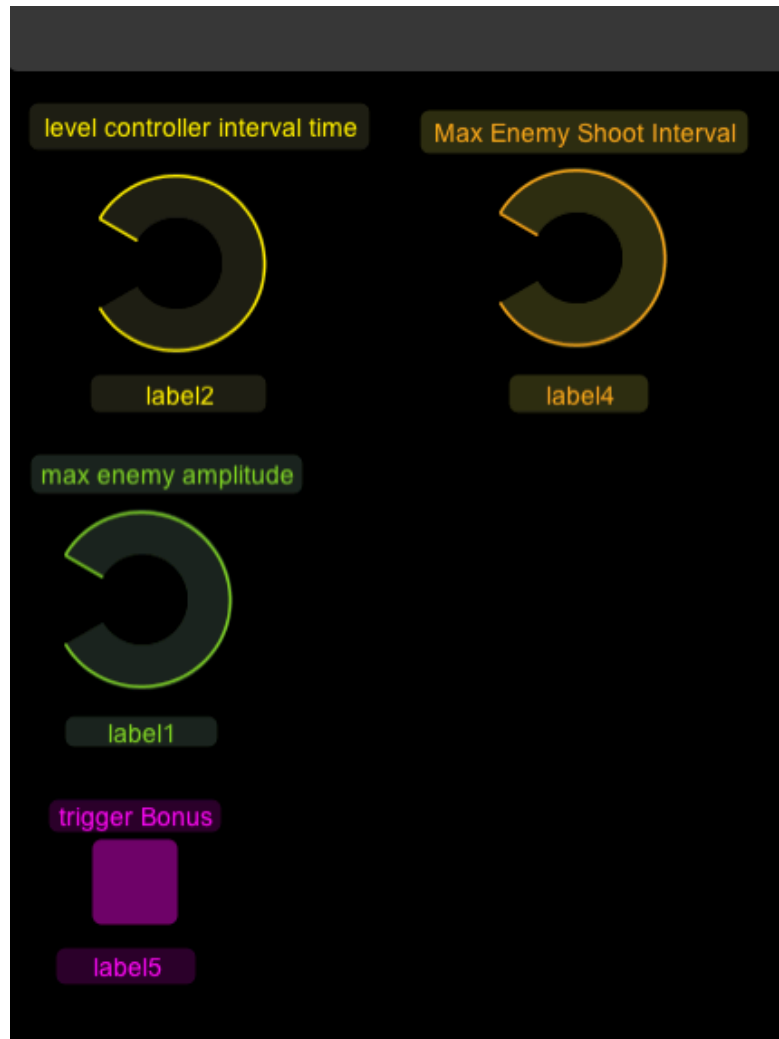 level controller interval time
Max Enemy Shoot Interval
label2
label4
max enemy amplitude
label1
trigger Bonus
label5